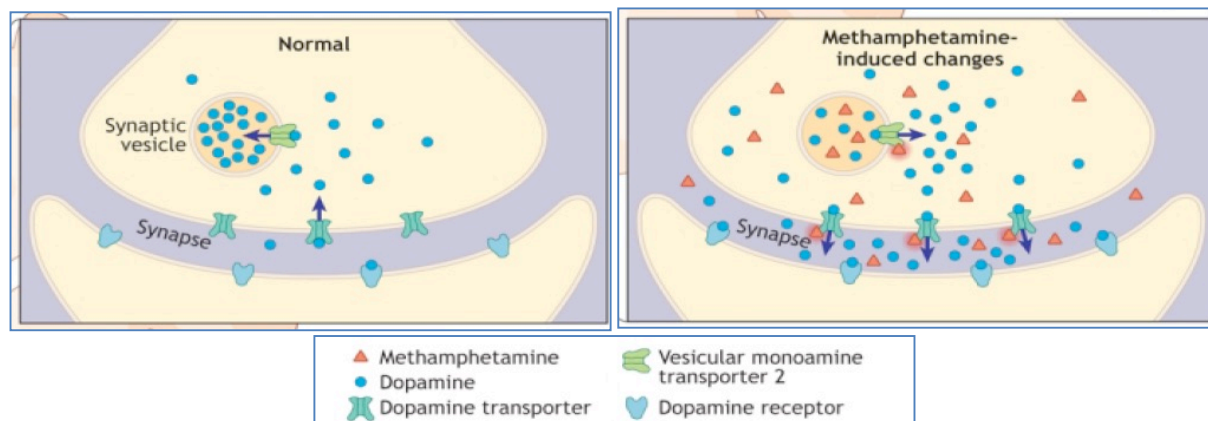 Normal
Synaptic
vesicle
Synapse
Methamphetamine-
induced changes
Synapse
Methamphetamine
Dopamine
Dopamine transporter
Vesicular monoamine
transporter 2
Dopamine receptor